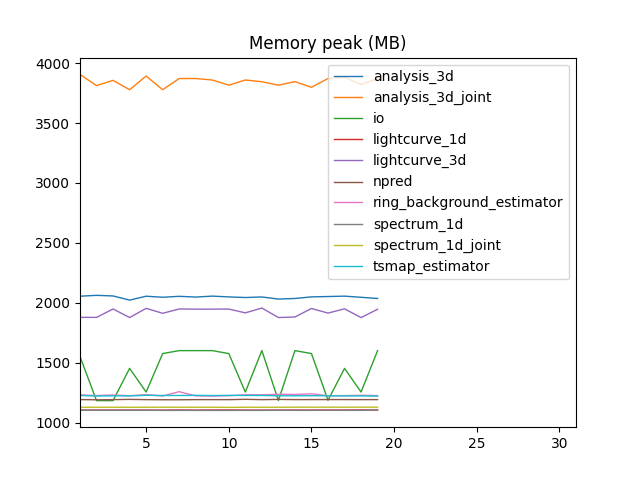 Memory peak (MB)
4000
3500
3000
2500
2000
1500
1000
analysis_3d
analysis_3d_joint
io
lightcurve_1d
lightcurve_3d
npred
ring_background_estimator
spectrum_1d
spectrum_1d_joint
tsmap_estimator
5 10 15 20 25 30